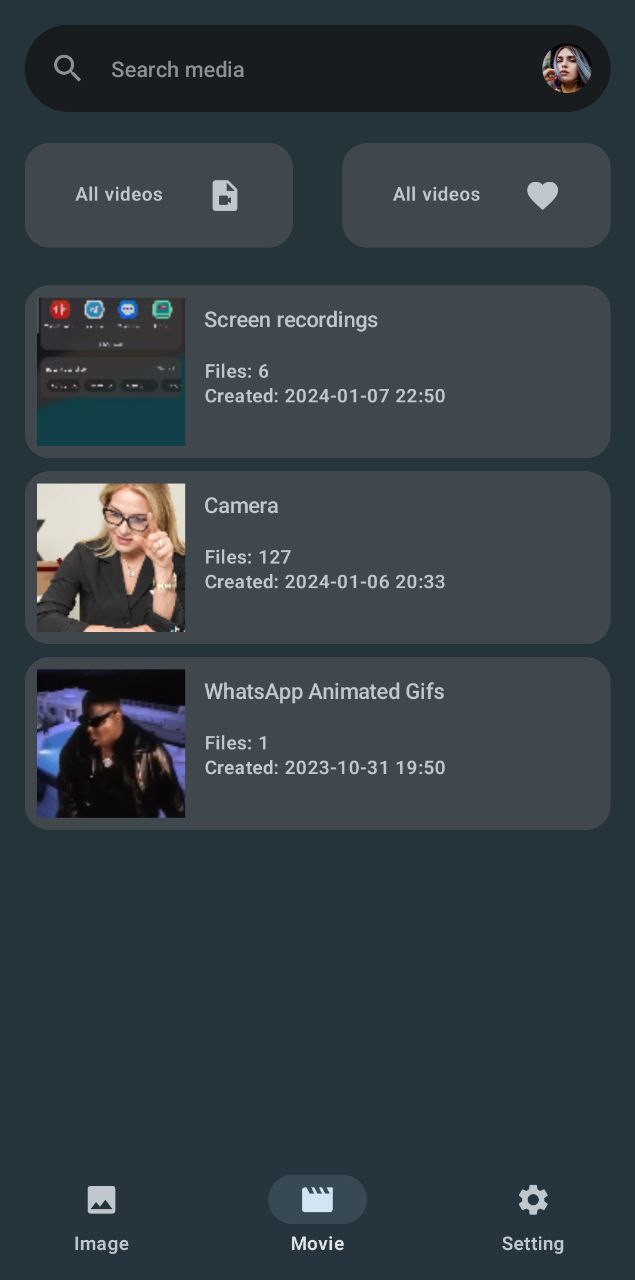 Search media
All videos
All videos
Screen recordings
Files: 6
Created: 2024-01-07 22:50
Camera
Files: 127
Created: 2024-01-06 20:33
WhatsApp Animated Gifs
Files: 1
Created: 2023-10-31 19:50
Image
Movie
Setting